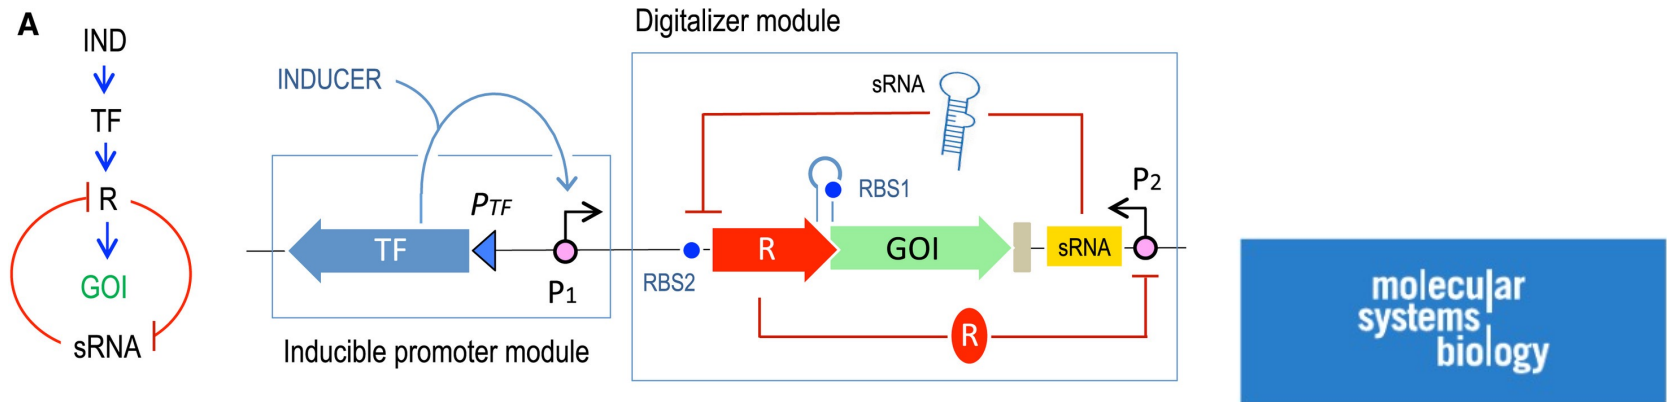 A
IND
TF
R
GOI
sRNA
Digitalizer module
INDUCER
sRNA
RBS1
P2
PTF
TF
R
GOI
sRNA
P1
RBS2
R
Inducible promoter module
molecular
systems
biology